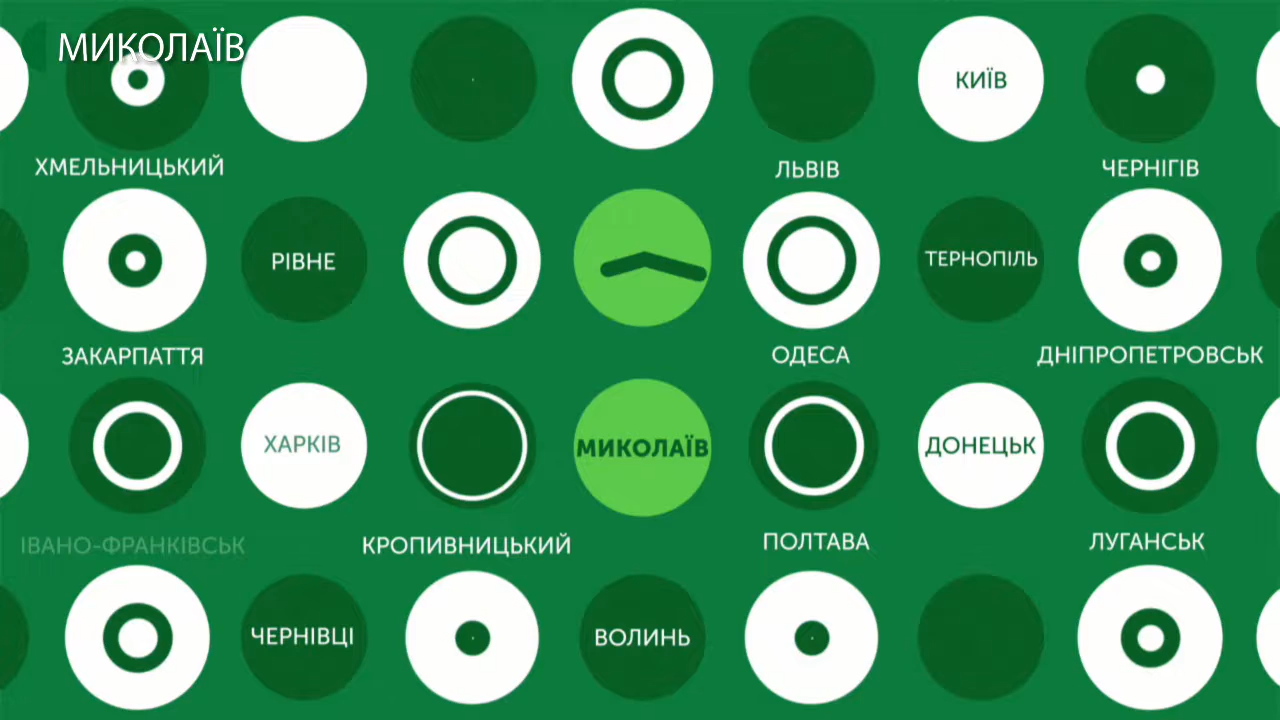 МИКОЛАЇВ
КИЇВ
ХМЕЛЬНИЦЬКИЙ
ЛЬВІВ
ЧЕРНІГІВ
РІВНЕ
ТЕРНОПІЛЬ
ЗАКАРПАТТЯ
ОДЕСА
ДНІПРОПЕТРОВСЬК
ХАРКІВ
МИКОЛАЇВ
ДОНЕЦЬК
ІВАНО-ФРАНКІВСЬК
КРОПИВНИЦЬКИЙ
ПОЛТАВА
ЛУГАНСЬК
ЧЕРНІВЦІ
ВОЛИНЬ